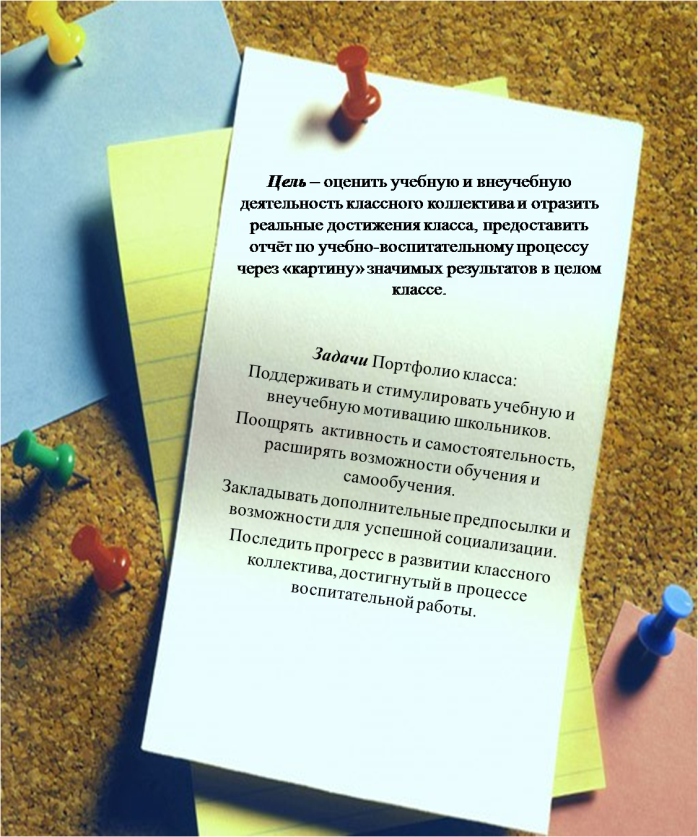 Цель – оценить учебную и внеучебную
деятельность классного коллектива и отразить
реальные достижения класса, предоставить
отчёт по учебно-воспитательному процессу
через «картину» значимых результатов в целом
классе.
Задачи Портфолио класса:
Поддерживать и стимулировать учебную и
внеучебную мотивацию школьников.
Поощрять активность и самостоятельность,
расширять возможности обучения и
самообучения.
Закладывать дополнительные предпосылки и
возможности для успешной социализации.
Последить прогресс в развитии классного
коллектива, достигнутый в процессе
воспитательной работы.